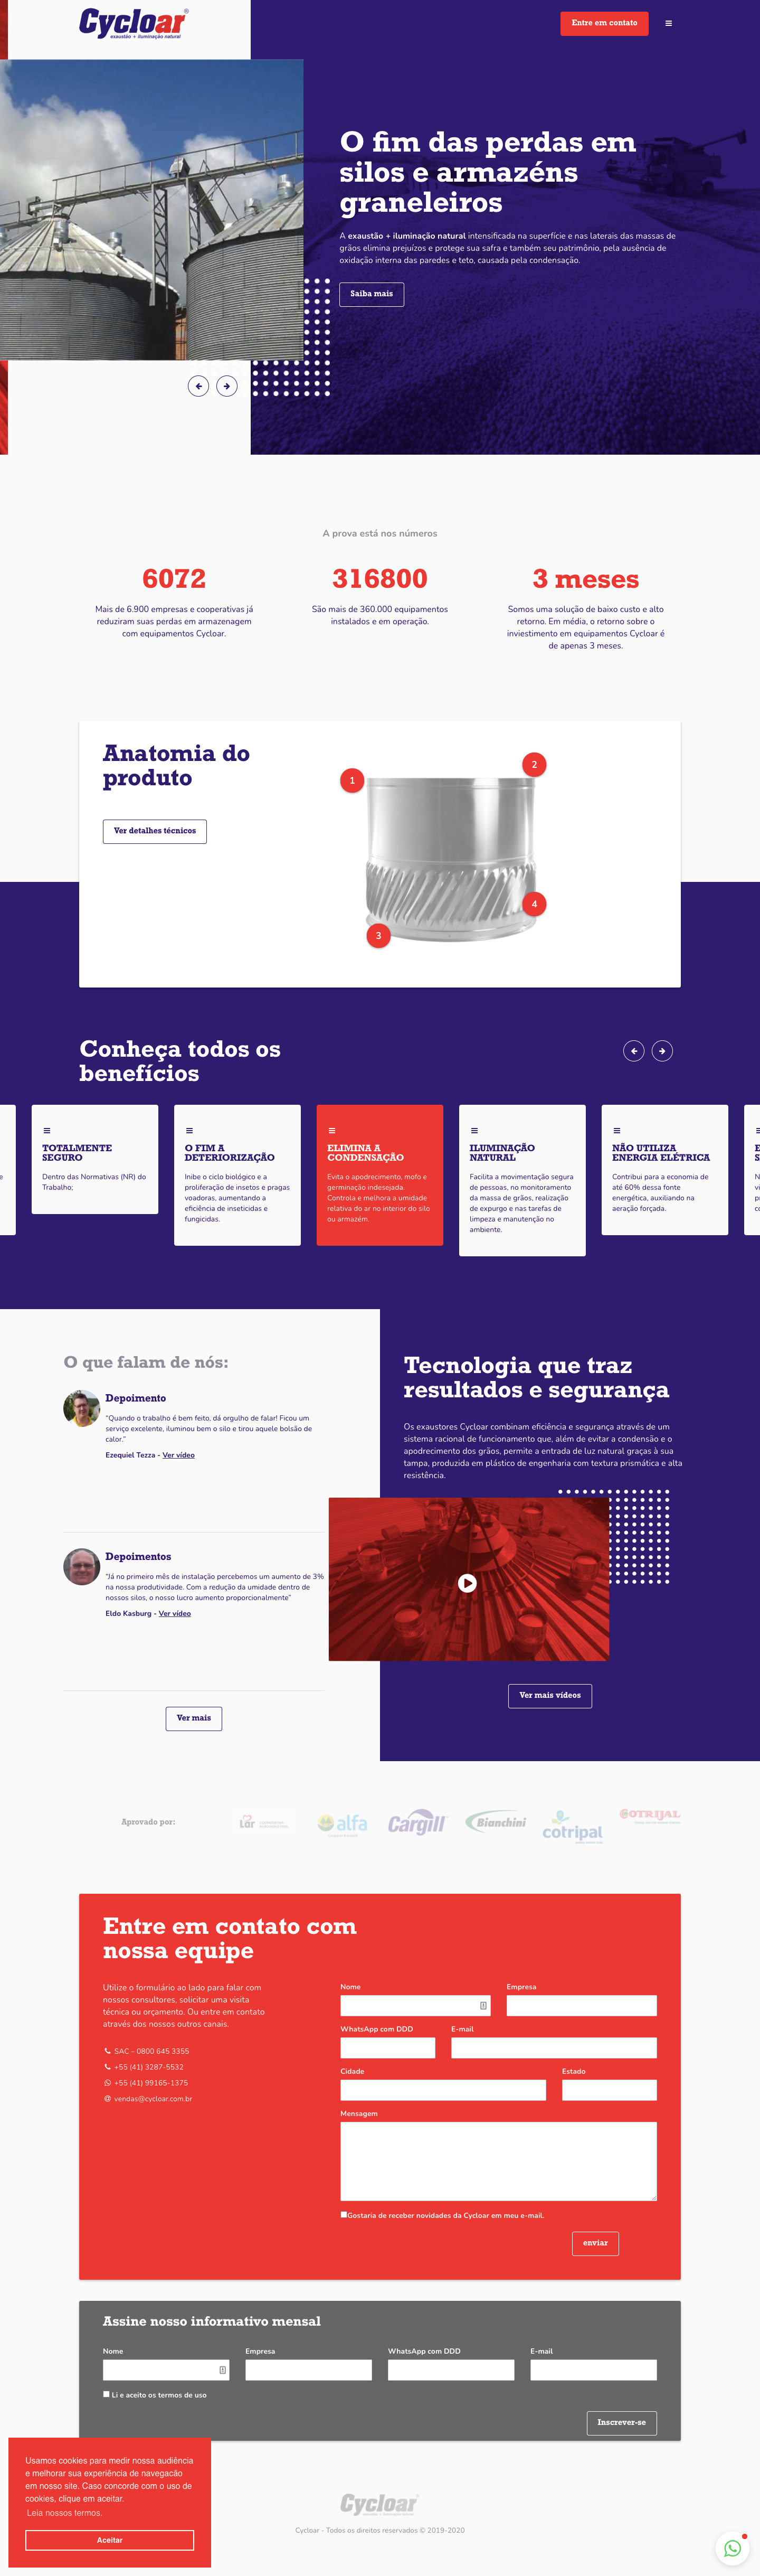 Cycloar®
exaustão + iluminação natural
Entre em contato
O fim das perdas em
silos e armazéns
graneleiros
A exaustão + iluminação natural intensificada na superfície e nas laterais das massas de
grãos elimina prejuízos e protege sua safra e também seu patrimônio, pela ausência de
oxidação interna das paredes e teto, causada pela condensação.
Saiba mais
A prova está nos números
6072
Mais de 6.900 empresas e cooperativas já
reduziram suas perdas em armazenagem
com equipamentos Cycloar.
316800
São mais de 360.000 equipamentos
instalados e em operação.
3 meses
Somos uma solução de baixo custo e alto
retorno. Em média, o retorno sobre o
inviestimento em equipamentos Cycloar é
de apenas 3 meses.
Anatomia do
produto
Ver detalhes técnicos
1
2
3
4
Conheça todos os
benefícios
TOTALMENTE
SEGURO
Dentro das Normativas (NR) do
Trabalho;
O FIM A
DETERIORIZAÇÃO
Inibe o ciclo biológico e a
proliferação de insetos e pragas
voadoras, aumentando a
eficiência de inseticidas e
fungicidas.
ELIMINA A
CONDENSAÇÃO
Evita o apodrecimento, mofo e
germinação indesejada.
Controla e melhora a umidade
relativa do ar no interior do silo
ou armazém.
ILUMINAÇÃO
NATURAL
Facilita a movimentação segura
de pessoas, no monitoramento
da massa de grãos, realização
de expurgo e nas tarefas de
limpeza e manutenção no
ambiente.
NÃO UTILIZA
ENERGIA ELÉTRICA
Contribui para a economia de
até 60% dessa fonte
energética, auxiliando na
aeração forçada.
O que falam de nós:
Depoimento
“Quando o trabalho é bem feito, dá orgulho de falar! Ficou um
serviço excelente, iluminou bem o silo e tirou aquele bolsão de
calor.”
Ezequiel Tezza - Ver vídeo
Depoimentos
“Já no primeiro mês de instalação percebemos um aumento de 3%
na nossa produtividade. Com a redução da umidade dentro de
nossos silos, o nosso lucro aumento proporcionalmente”
Eldo Kasburg - Ver vídeo
Ver mais
Tecnologia que traz
resultados e segurança
Os exaustores Cycloar combinam eficiência e segurança através de um
sistema racional de funcionamento que, além de evitar a condensão e o
apodrecimento dos grãos, permite a entrada de luz natural graças à sua
tampa, produzida em plástico de engenharia com textura prismática e alta
resistência.
Ver mais vídeos
Aprovado por:
Lar
alfa
Cargill
Bianchini
cotripal
COTRIJAL
Entre em contato com
nossa equipe
Utilize o formulário ao lado para falar com
nossos consultores, solicitar uma visita
técnica ou orçamento. Ou entre em contato
através dos nossos outros canais.
SAC – 0800 645 3355
+55 (41) 3287-5532
+55 (41) 99165-1375
vendas@cycloar.com.br
Nome
Empresa
WhatsApp com DDD
E-mail
Cidade
Estado
Mensagem
Gostaria de receber novidades da Cycloar em meu e-mail.
enviar
Assine nosso informativo mensal
Nome
Empresa
WhatsApp com DDD
E-mail
Li e aceito os termos de uso
Inscrever-se
Usamos cookies para medir nossa audiência
e melhorar sua experiência de navegacão
em nosso site. Caso concorde com o uso de
cookies, clique em aceitar.
Leia nossos termos.
Aceitar
Cycloar
Cycloar - Todos os direitos reservados © 2019-2020